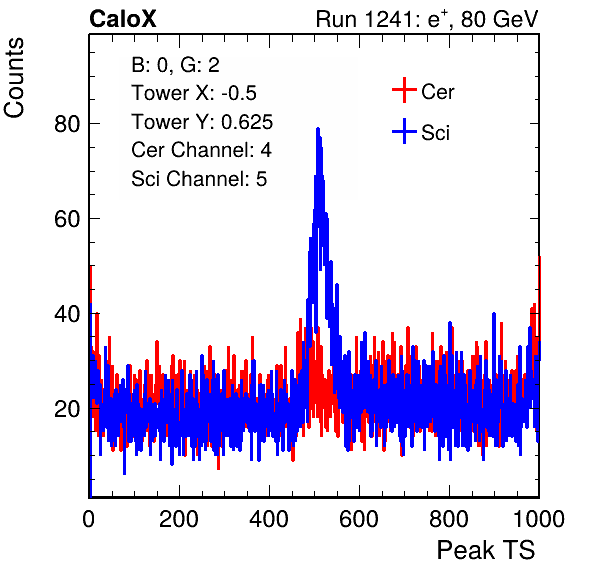 CaloX
Run 1241: e+, 80 GeV
Counts
B: 0, G: 2
Tower X: -0.5
Tower Y: 0.625
Cer Channel: 4
Sci Channel: 5
Cer
Sci
80
60
40
20
0 200 400 600 800 1000
Peak TS